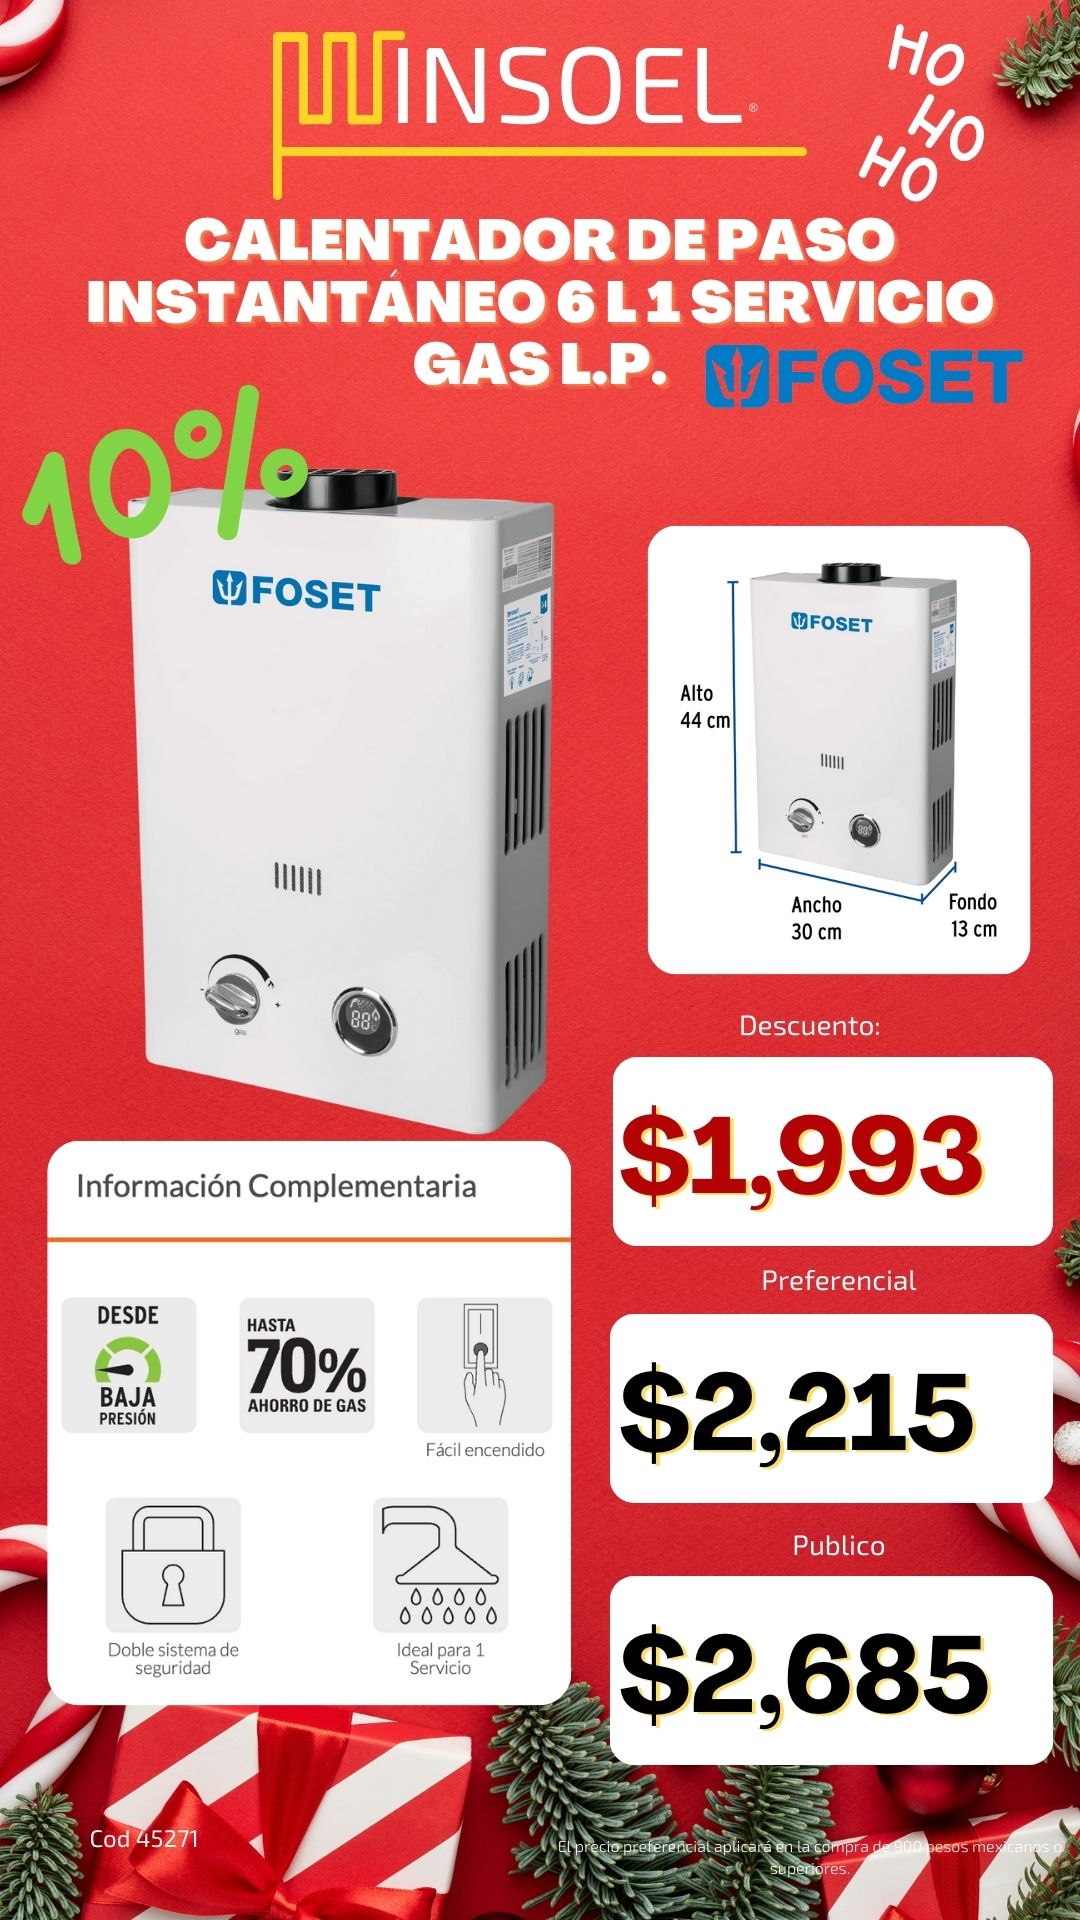 WINSOEL®
HO
HO
HO
CALENTADOR DE PASO
INSTANTÁNEO 6 L 1 SERVICIO
GAS L.P. FOSET
10%
FOSET
gas
FOSET
Alto
44 cm
Ancho
30 cm
Fondo
13 cm
Descuento:
$1,993
Preferencial
$2,215
Publico
$2,685
Información Complementaria
DESDE
BAJA
PRESIÓN
HASTA
70%
AHORRO DE GAS
Fácil encendido
Doble sistema de
seguridad
Ideal para 1
Servicio
Cod 45271
El precio preferencial aplicará en la compra de 900 pesos mexicanos o
superiores.